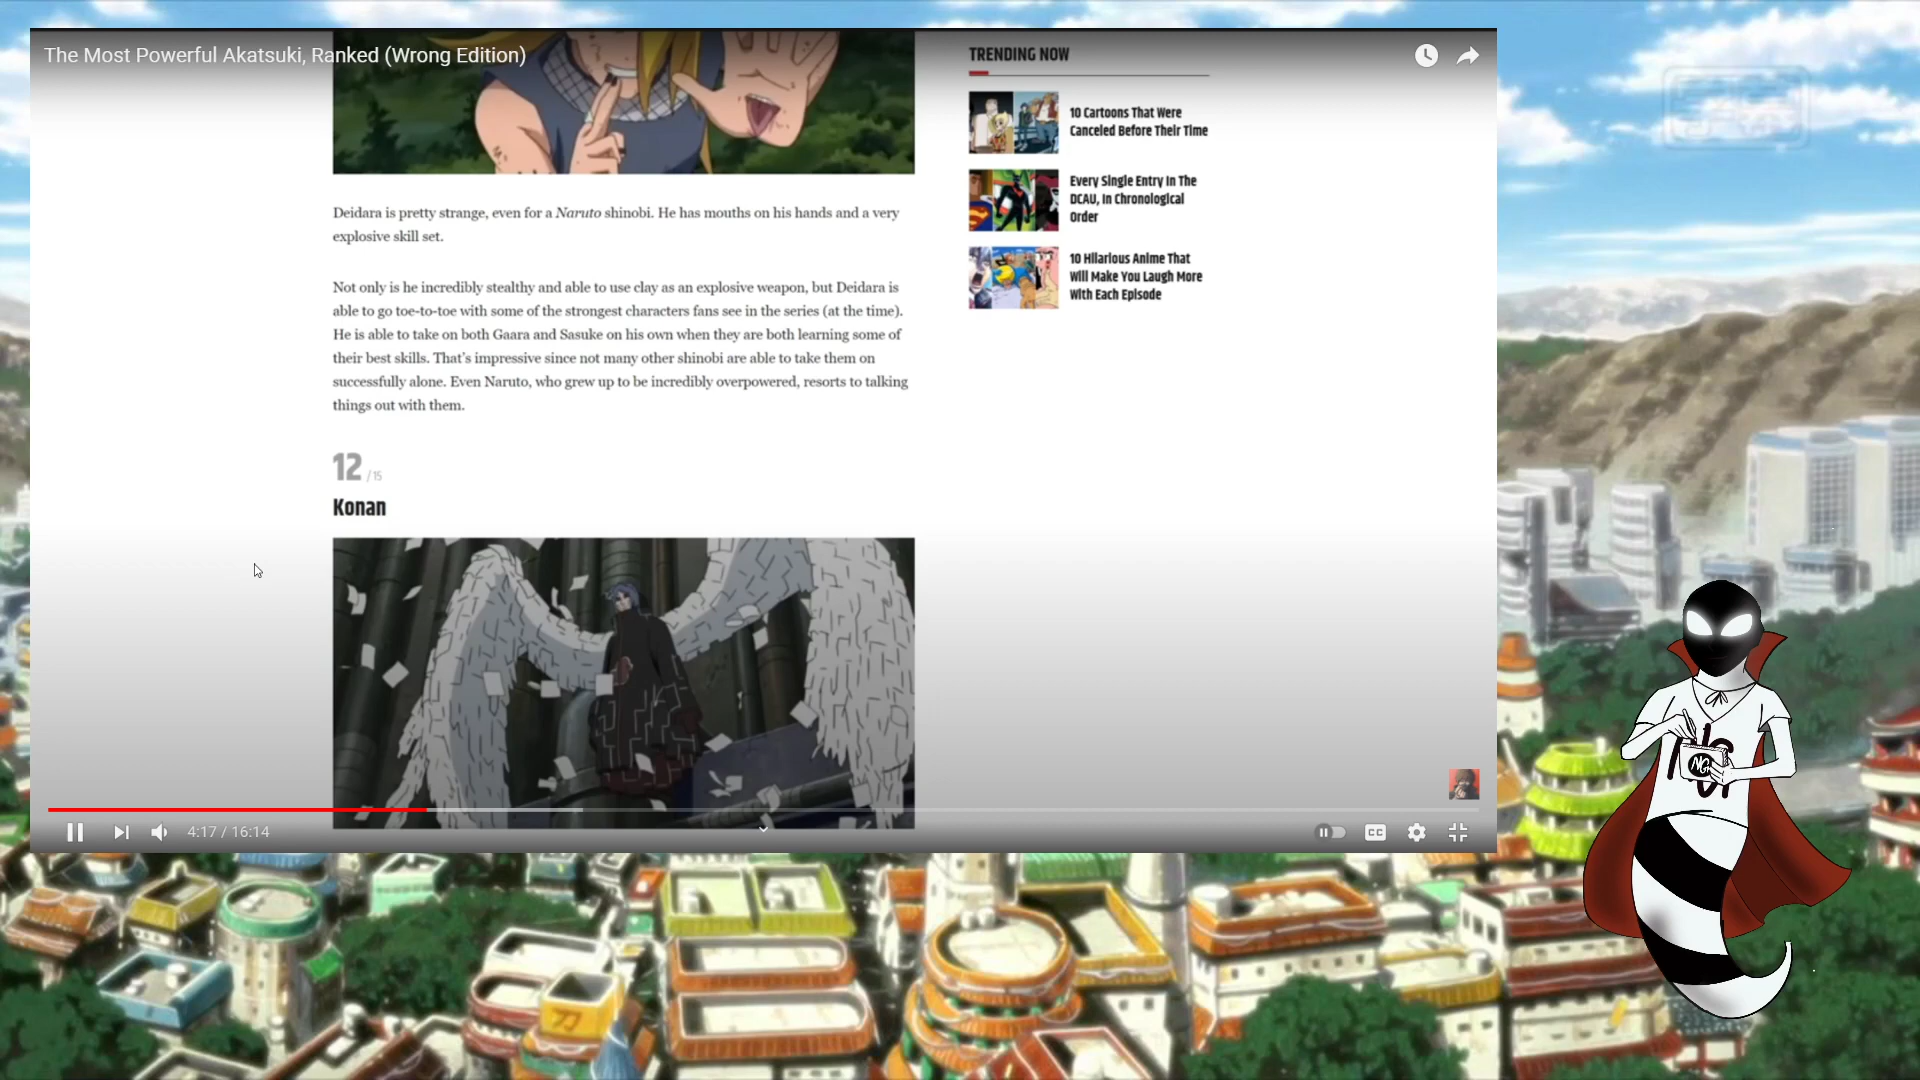 The Most Powerful Akatsuki, Ranked (Wrong Edition)
TRENDING NOW
10 Cartoons That Were
Canceled Before Their Time
Every Single Entry In The
DCAU, In Chronological
Order
10 Hilarious Anime That
Will Make You Laugh More
With Each Episode
Deidara is pretty strange, even for a Naruto shinobi. He has mouths on his hands and a very
explosive skill set.
Not only is he incredibly stealthy and able to use clay as an explosive weapon, but Deidara is
able to go toe-to-toe with some of the strongest characters fans see in the series (at the time).
He is able to take on both Gaara and Sasuke on his own when they are both learning some of
their best skills. That's impressive since not many other shinobi are able to take them on
successfully alone. Even Naruto, who grew up to be incredibly overpowered, resorts to talking
things out with them.
12 / 15
Konan
4:17 / 16:14
CC
NG